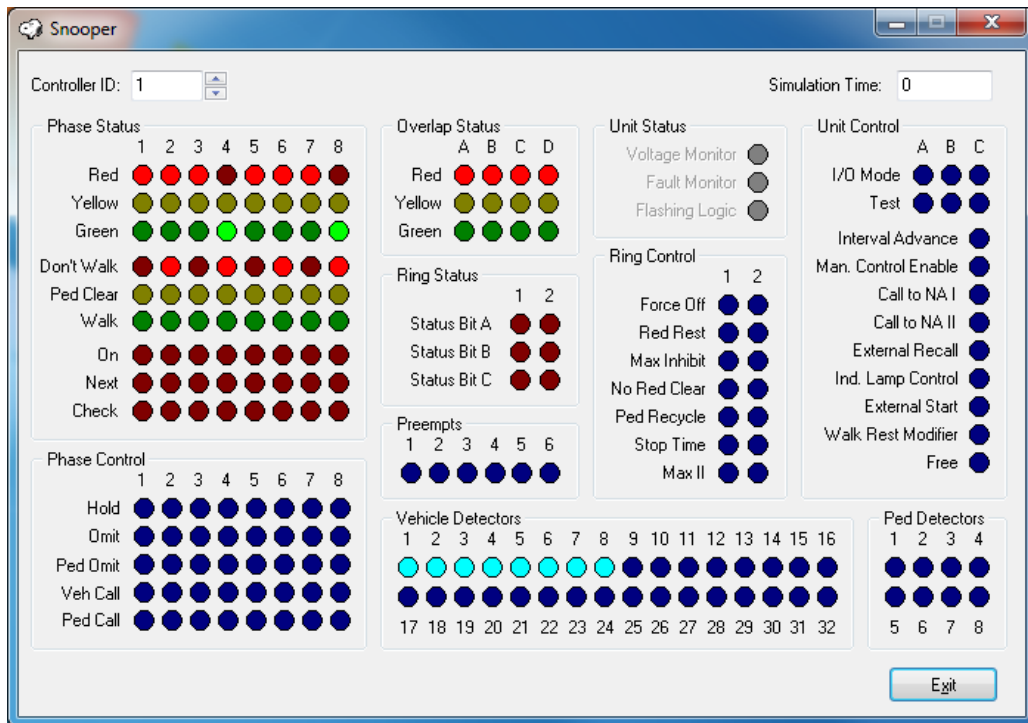 Snooper
Controller ID: 1
Simulation Time: 0
Phase Status
1 2 3 4 5 6 7 8
Red
Yellow
Green
Don't Walk
Ped Clear
Walk
On
Next
Check
Phase Control
1 2 3 4 5 6 7 8
Hold
Omit
Ped Omit
Veh Call
Ped Call
Overlap Status
A B C D
Red
Yellow
Green
Ring Status
1 2
Status Bit A
Status Bit B
Status Bit C
Preempts
1 2 3 4 5 6
Unit Status
Voltage Monitor
Fault Monitor
Flashing Logic
Ring Control
1 2
Force Off
Red Rest
Max Inhibit
No Red Clear
Ped Recycle
Stop Time
Max II
Unit Control
A B C
I/O Mode
Test
Interval Advance
Man. Control Enable
Call to NA I
Call to NA II
External Recall
Ind. Lamp Control
External Start
Walk Rest Modifier
Free
Vehicle Detectors
1 2 3 4 5 6 7 8 9 10 11 12 13 14 15 16
17 18 19 20 21 22 23 24 25 26 27 28 29 30 31 32
Ped Detectors
1 2 3 4
5 6 7 8
Exit